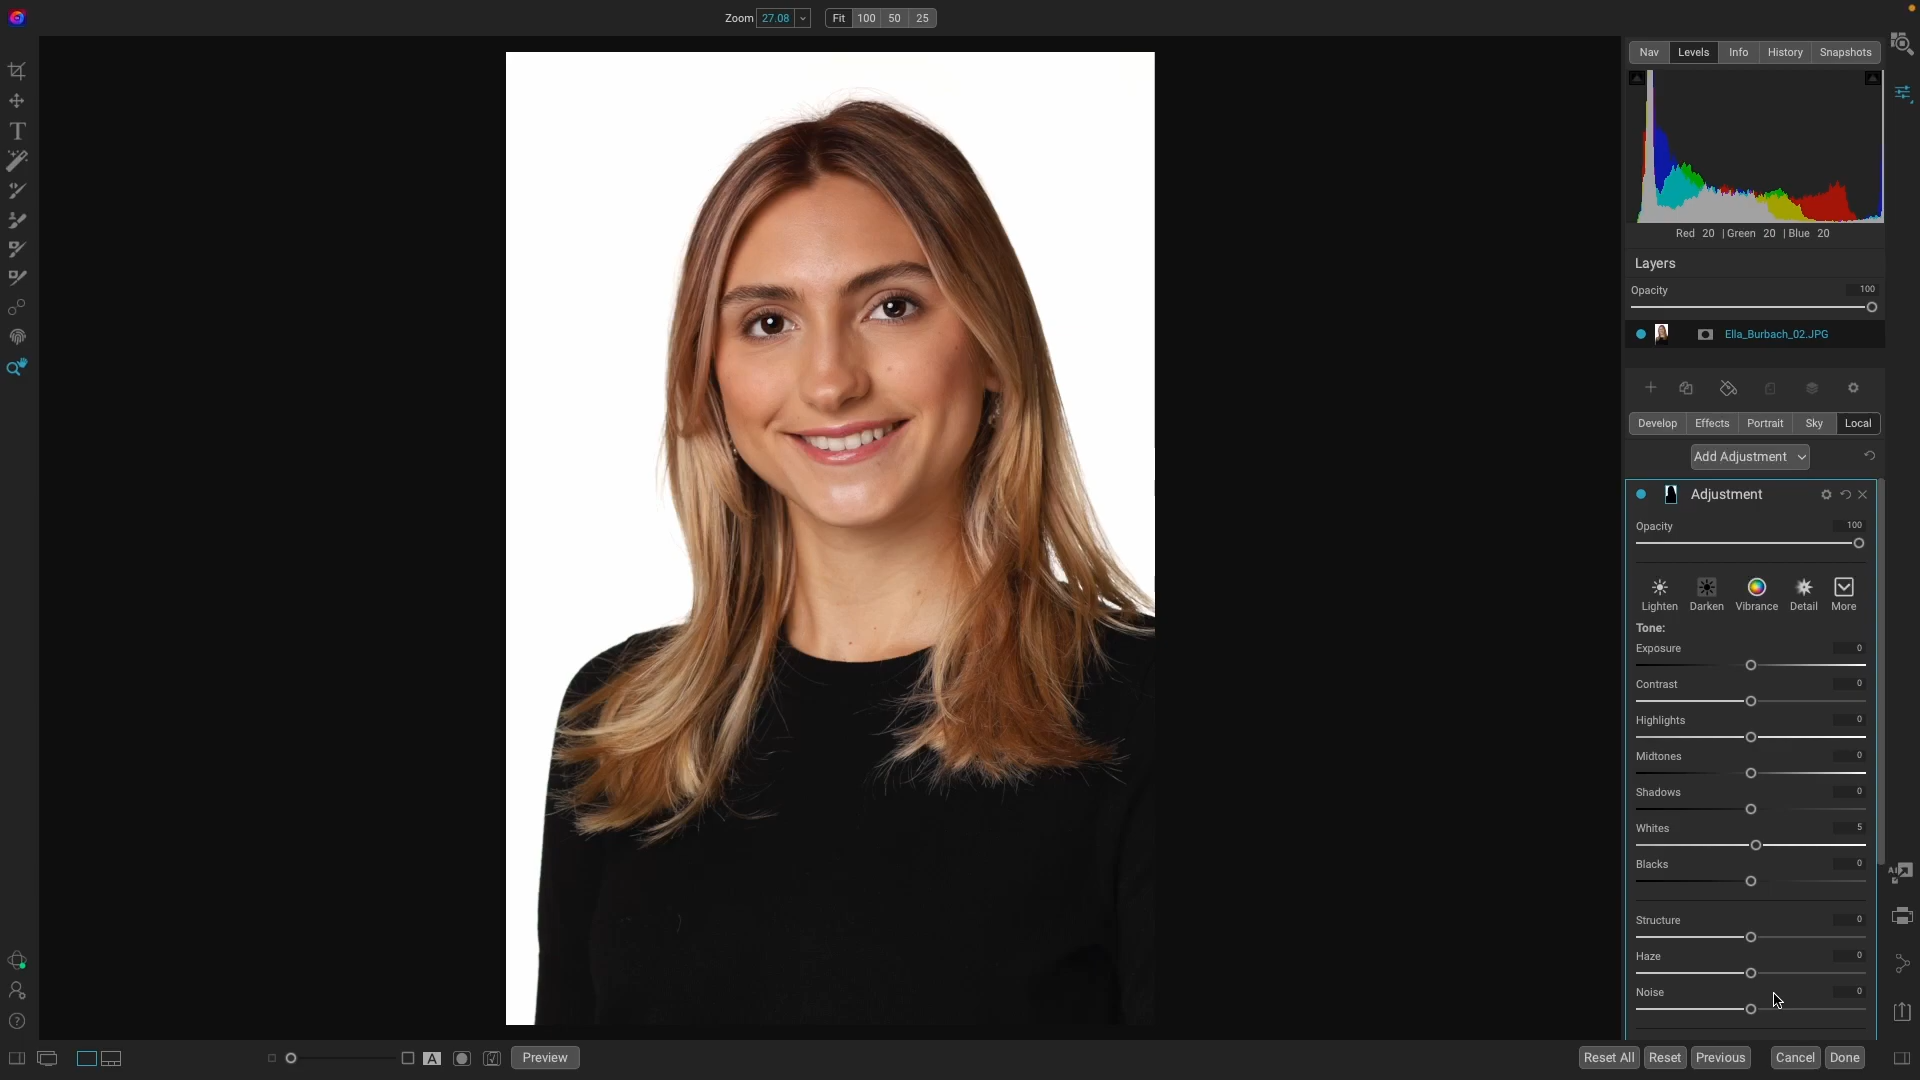 Zoom 27.08 Fit 100 50 25
Nav Levels Info History Snapshots
Red 20 | Green 20 | Blue 20
Layers
Opacity 100
Ella_Burbach_02.JPG
Develop Effects Portrait Sky Local
Add Adjustment
Adjustment
Opacity 100
Lighten Darken Vibrance Detail More
Tone:
Exposure 0
Contrast 0
Highlights 0
Midtones 0
Shadows 0
Whites 5
Blacks 0
Structure 0
Haze 0
Noise 0
A Preview Reset All Reset Previous Cancel Done